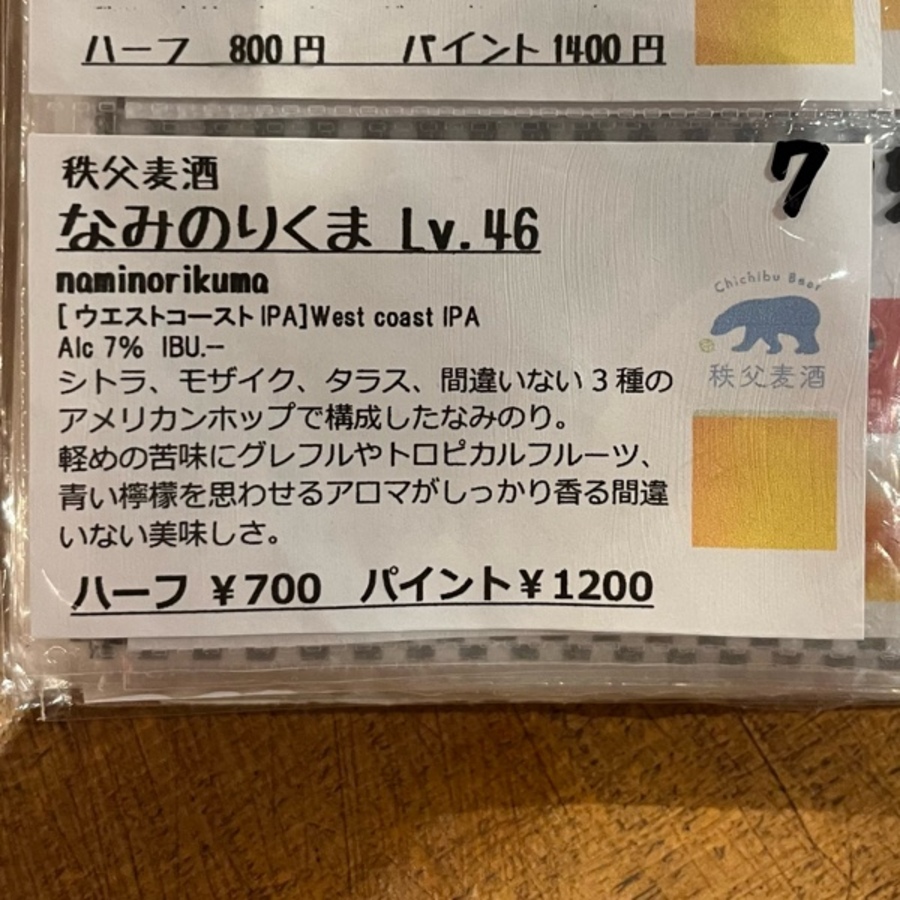 ハーフ 800円 パイント1400円
7
秩父麦酒
なみのりくま Lv.46
naminorikuma
[ウエストコーストIPA]West coast IPA
Alc 7% IBU.--
シトラ、モザイク、タラス、間違いない3種の
アメリカンホップで構成したなみのり。
軽めの苦味にグレフルやトロピカルフルーツ、
青い檸檬を思わせるアロマがしっかり香る間違
いない美味しさ。
ハーフ ¥700 パイント¥1200
Chichibu Beer
秩父麦酒